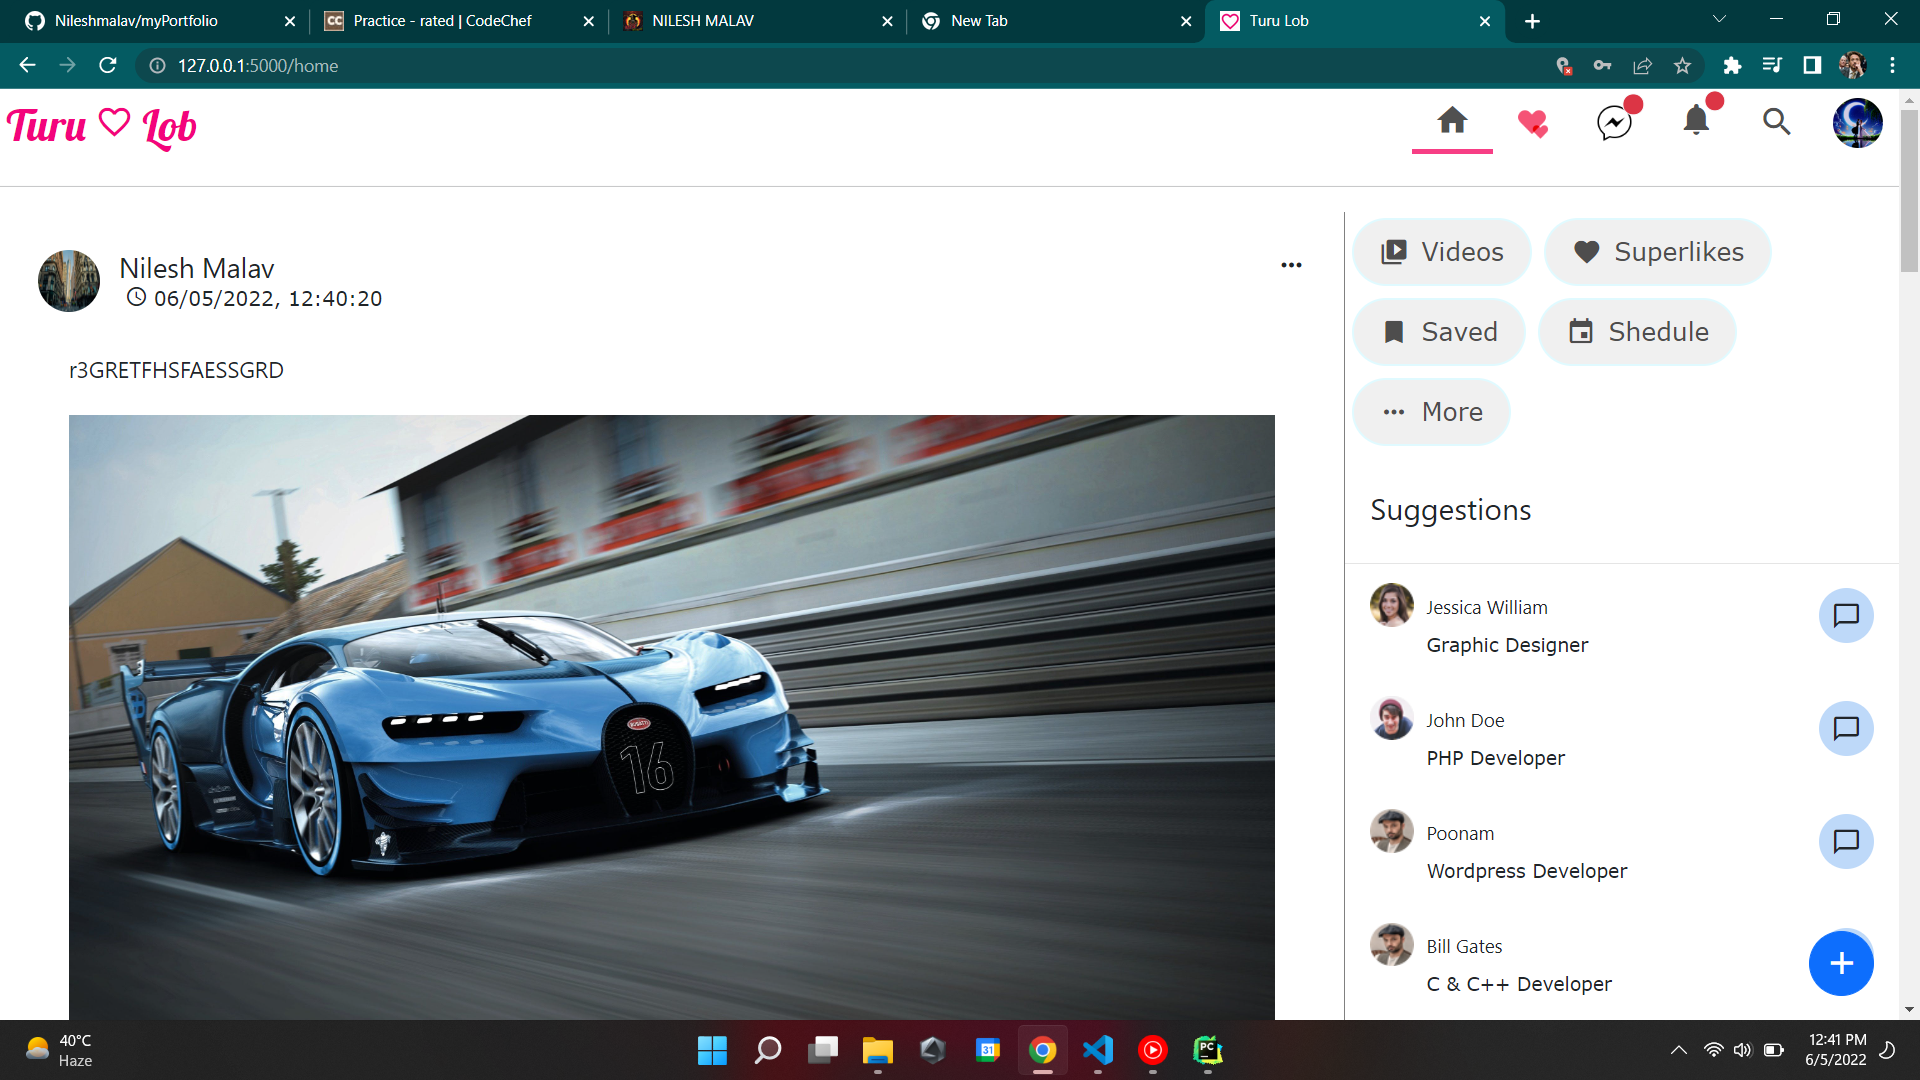 Nileshmalav/myPortfolio
Practice - rated | CodeChef
NILESH MALAV
New Tab
Turu Lob
127.0.0.1:5000/home
Turu Lob
Nilesh Malav
06/05/2022, 12:40:20
r3GRETFHSFAESSGRD
BUGATTI
16
Videos
Superlikes
Saved
Shedule
More
Suggestions
Jessica William
Graphic Designer
John Doe
PHP Developer
Poonam
Wordpress Developer
Bill Gates
C & C++ Developer
40°C
Haze
31
PC
12:41 PM
6/5/2022